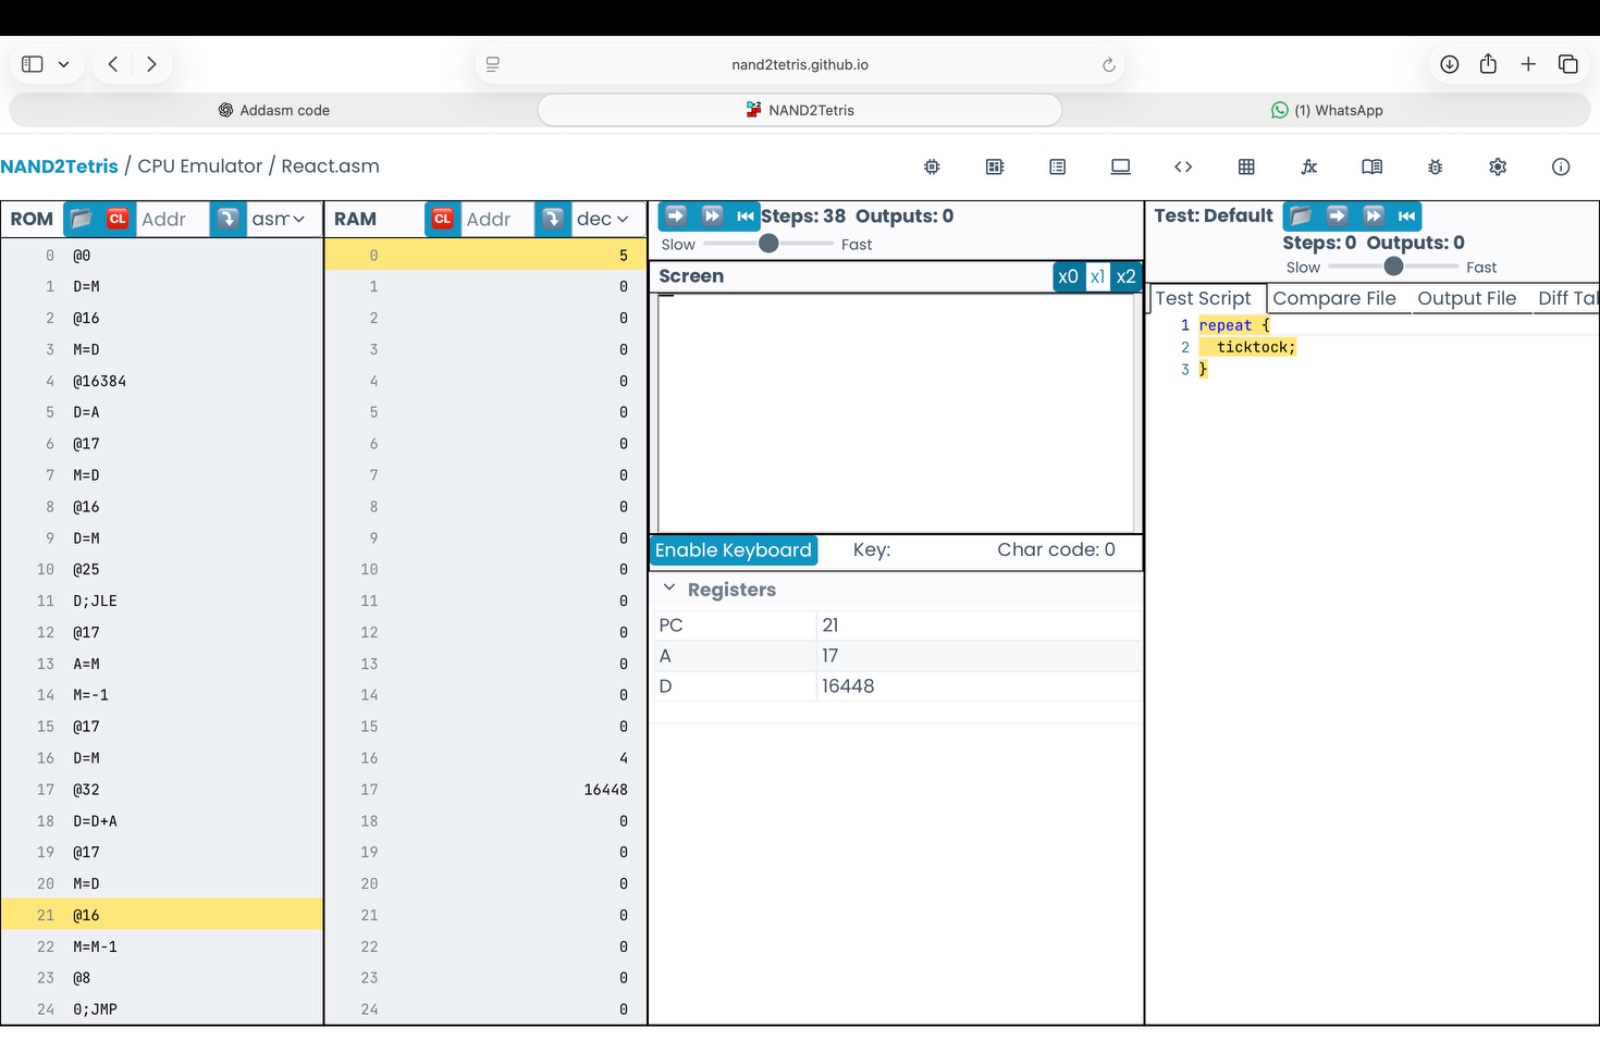 nand2tetris.github.io
Addasm code
NAND2Tetris
(1) WhatsApp
NAND2Tetris / CPU Emulator / React.asm
ROM CL Addr asm
0 @0
1 D=M
2 @16
3 M=D
4 @16384
5 D=A
6 @17
7 M=D
8 @16
9 D=M
10 @25
11 D;JLE
12 @17
13 A=M
14 M=-1
15 @17
16 D=M
17 @32
18 D=D+A
19 @17
20 M=D
21 @16
22 M=M-1
23 @8
24 0;JMP
RAM CL Addr dec
0 5
1 0
2 0
3 0
4 0
5 0
6 0
7 0
8 0
9 0
10 0
11 0
12 0
13 0
14 0
15 0
16 4
17 16448
18 0
19 0
20 0
21 0
22 0
23 0
24 0
Steps: 38 Outputs: 0
Slow Fast
Screen x0 x1 x2
Enable Keyboard Key: Char code: 0
Registers
PC 21
A 17
D 16448
Test: Default
Steps: 0 Outputs: 0
Slow Fast
Test Script Compare File Output File Diff Ta
1 repeat {
2 ticktock;
3 }